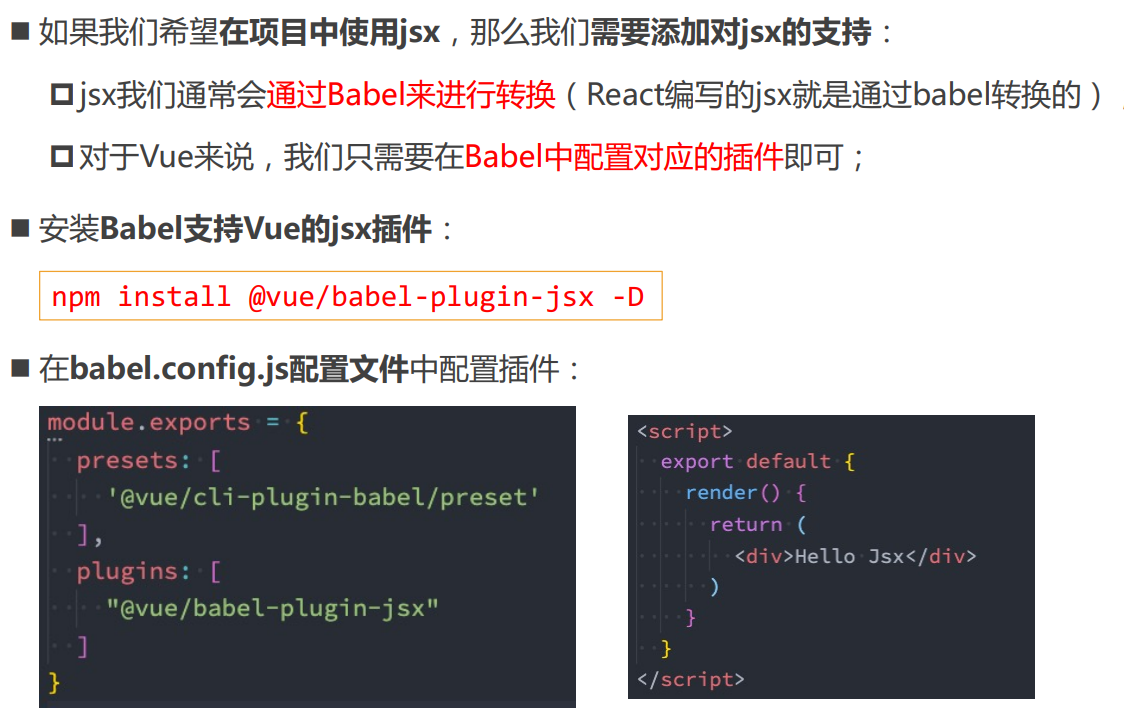 ■ 如果我们希望在项目中使用jsx，那么我们需要添加对jsx的支持：
jsx我们通常会通过Babel来进行转换（React编写的jsx就是通过babel转换的）；
对于Vue来说，我们只需要在Babel中配置对应的插件即可；
■ 安装Babel支持Vue的jsx插件：
npm install @vue/babel-plugin-jsx -D
■ 在babel.config.js配置文件中配置插件：
module.exports = {
  presets: [
    '@vue/cli-plugin-babel/preset'
  ],
  plugins: [
    "@vue/babel-plugin-jsx"
  ]
}
<script>
  export default {
    render() {
      return (
        <div>Hello Jsx</div>
      )
    }
  }
</script>